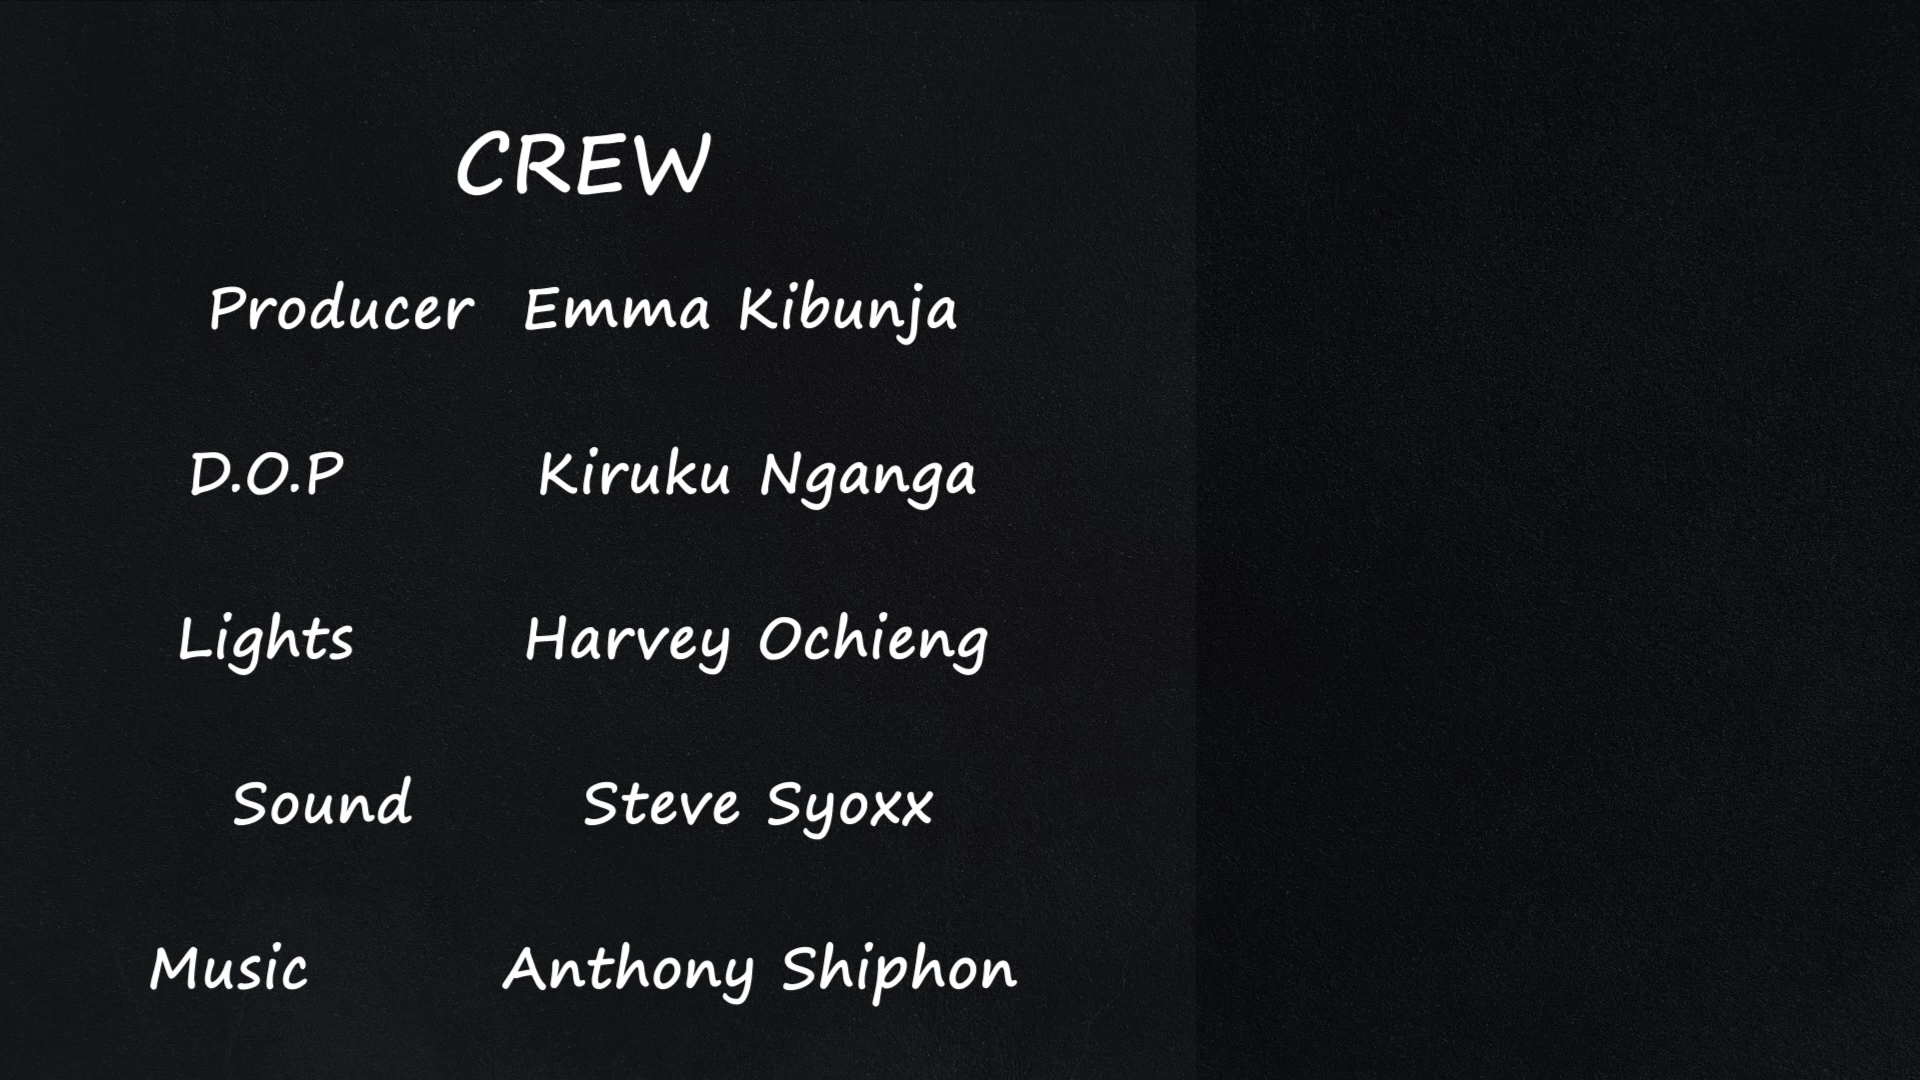 CREW
Producer Emma Kibunja
D.O.P Kiruku Nganga
Lights Harvey Ochieng
Sound Steve Syoxx
Music Anthony Shiphon